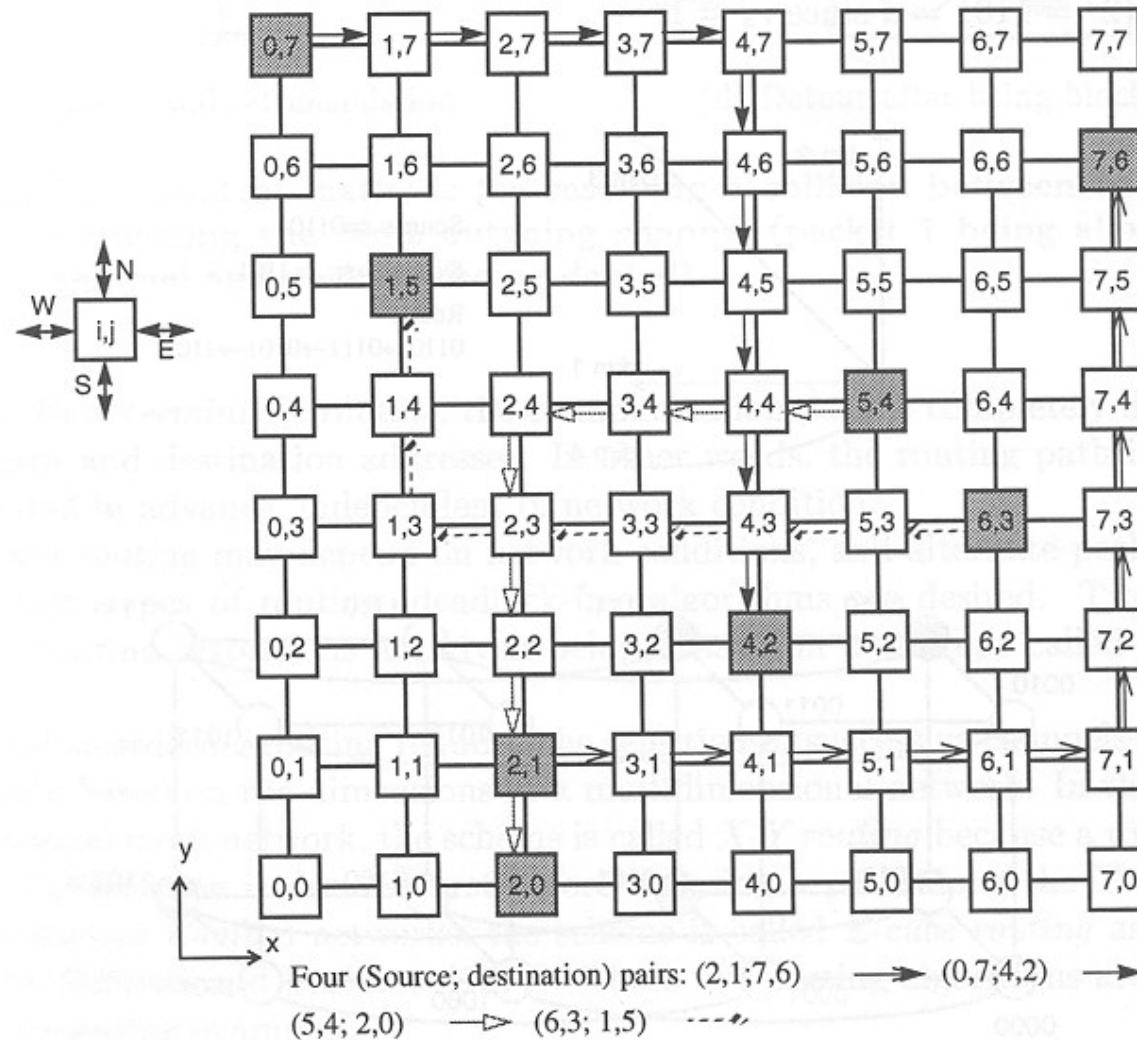 0,7 1,7 2,7 3,7 4,7 5,7 6,7 7,7
0,6 1,6 2,6 3,6 4,6 5,6 6,6 7,6
N
W i,j E
S
0,5 1,5 2,5 3,5 4,5 5,5 6,5 7,5
0,4 1,4 2,4 3,4 4,4 5,4 6,4 7,4
0,3 1,3 2,3 3,3 4,3 5,3 6,3 7,3
0,2 1,2 2,2 3,2 4,2 5,2 6,2 7,2
0,1 1,1 2,1 3,1 4,1 5,1 6,1 7,1
y
0,0 1,0 2,0 3,0 4,0 5,0 6,0 7,0
x
Four (Source; destination) pairs: (2,1;7,6) (0,7;4,2)
(5,4; 2,0) (6,3; 1,5)